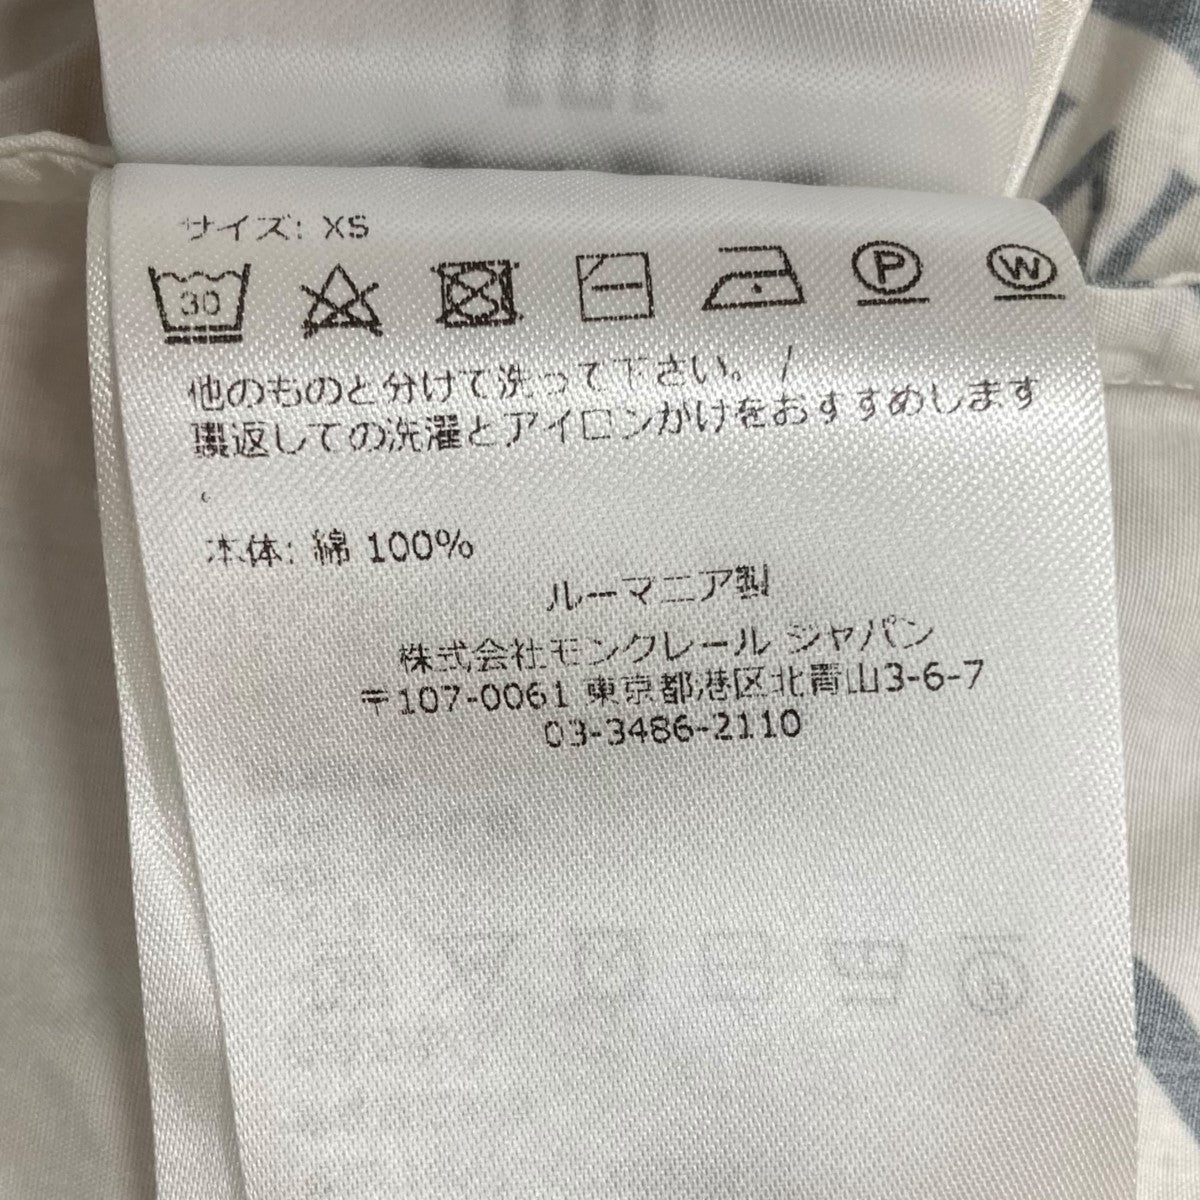 サイズ: XS
30 P W
他のものと分けて洗って下さい。 /
裏返しての洗濯とアイロンがけをおすすめします
。
本体: 綿 100%
ルーマニア製
株式会社モンクレール ジャパン
〒107-0061 東京都港区北青山3-6-7
03-3486-2110